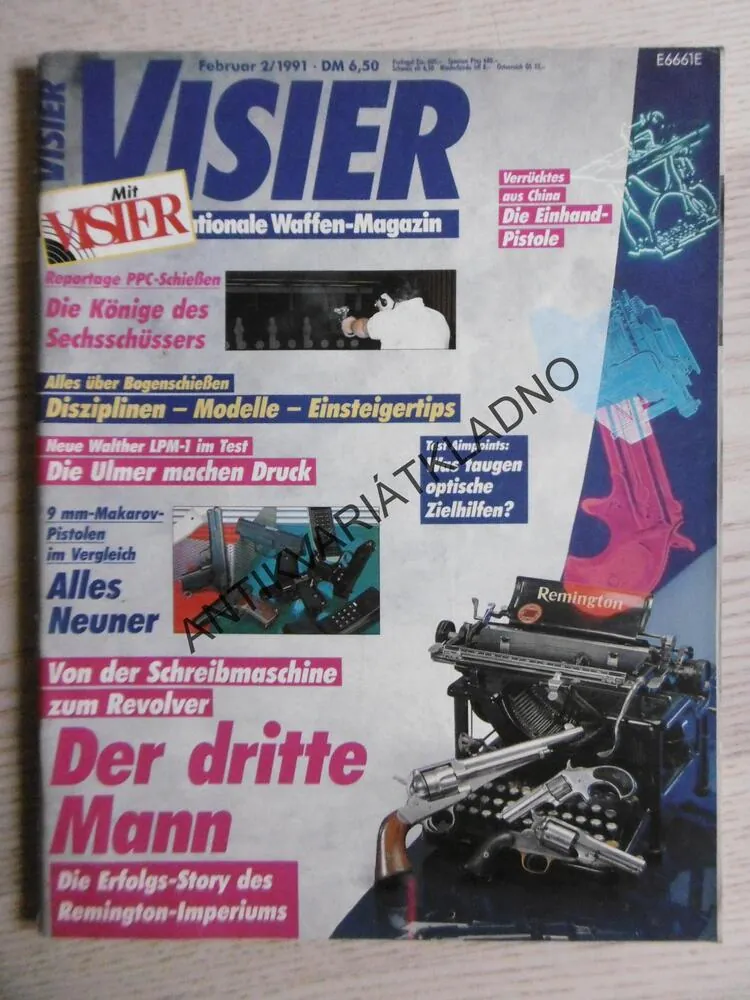 VISIER
Februar 2/1991 · DM 6,50
E6661E
VISIER
Mit
VISIER
ationale Waffen-Magazin
Verrücktes
aus China
Die Einhand-
Pistole
Reportage PPC-Schießen
Die Könige des
Sechsschüssers
Alles über Bogenschießen
Disziplinen – Modelle – Einsteigertips
Neue Walther LPM-1 im Test
Die Ulmer machen Druck
Test Aimpoints:
Was taugen
optische
Zielhilfen?
9 mm-Makarov-
Pistolen
im Vergleich
Alles
Neuner
ANTIKVARIÁTKLADNO
Remington
Von der Schreibmaschine
zum Revolver
Der dritte
Mann
Die Erfolgs-Story des
Remington-Imperiums